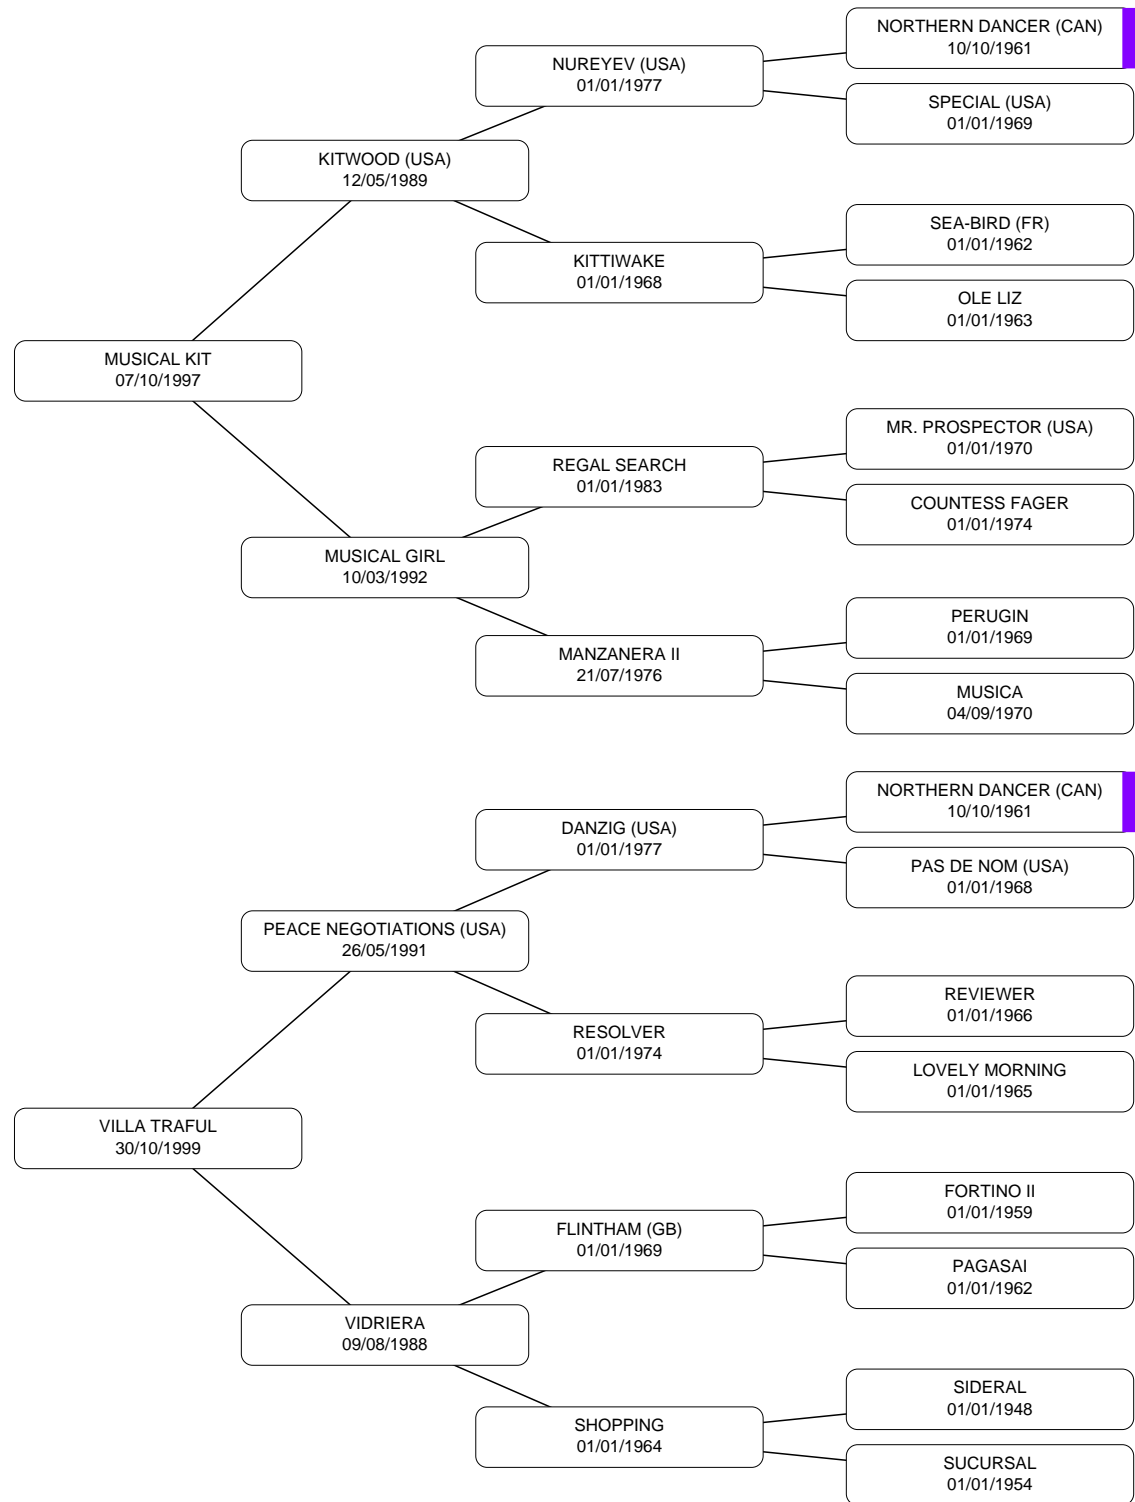 NORTHERN DANCER (CAN)
10/10/1961
NUREYEV (USA)
01/01/1977
SPECIAL (USA)
01/01/1969
KITWOOD (USA)
12/05/1989
SEA-BIRD (FR)
01/01/1962
KITTIWAKE
01/01/1968
OLE LIZ
01/01/1963
MUSICAL KIT
07/10/1997
MR. PROSPECTOR (USA)
01/01/1970
REGAL SEARCH
01/01/1983
COUNTESS FAGER
01/01/1974
MUSICAL GIRL
10/03/1992
PERUGIN
01/01/1969
MANZANERA II
21/07/1976
MUSICA
04/09/1970
NORTHERN DANCER (CAN)
10/10/1961
DANZIG (USA)
01/01/1977
PAS DE NOM (USA)
01/01/1968
PEACE NEGOTIATIONS (USA)
26/05/1991
REVIEWER
01/01/1966
RESOLVER
01/01/1974
LOVELY MORNING
01/01/1965
VILLA TRAFUL
30/10/1999
FORTINO II
01/01/1959
FLINTHAM (GB)
01/01/1969
PAGASAI
01/01/1962
VIDRIERA
09/08/1988
SIDERAL
01/01/1948
SHOPPING
01/01/1964
SUCURSAL
01/01/1954